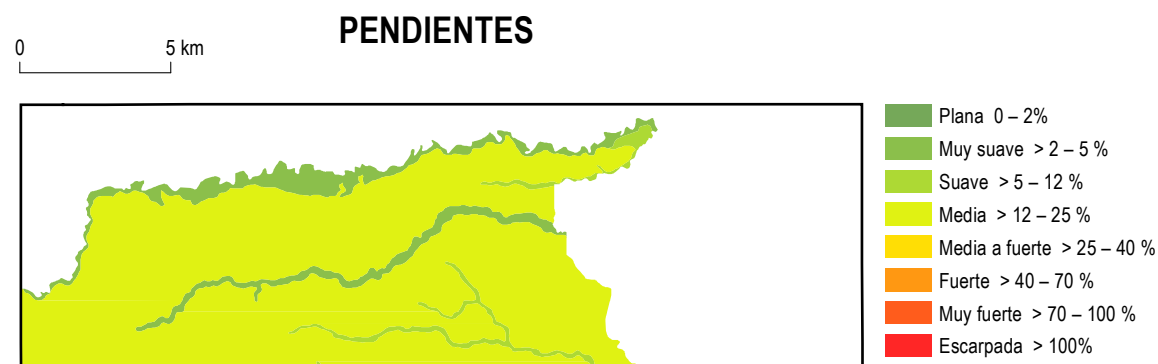 PENDIENTES
0 5 km
Plana 0 – 2%
Muy suave > 2 – 5 %
Suave > 5 – 12 %
Media > 12 – 25 %
Media a fuerte > 25 – 40 %
Fuerte > 40 – 70 %
Muy fuerte > 70 – 100 %
Escarpada > 100%